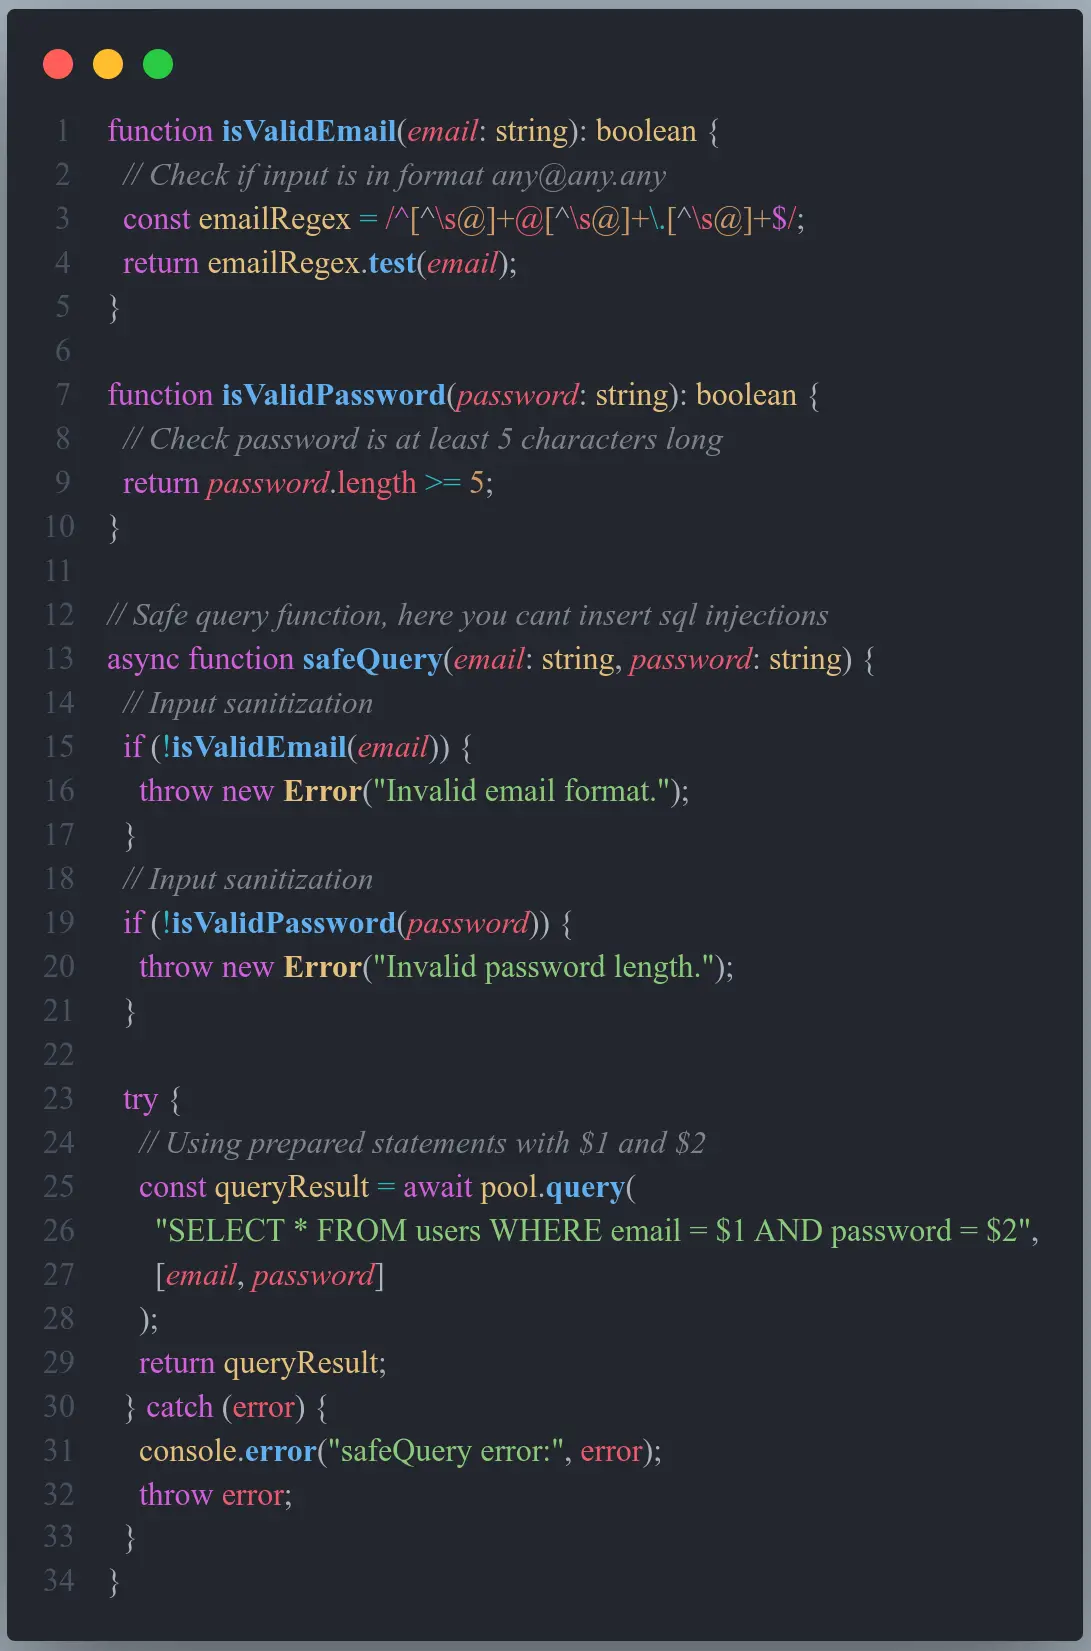 1 function isValidEmail(email: string): boolean {
2 // Check if input is in format any@any.any
3 const emailRegex = /^[^\s@]+@[^\s@]+\.[^\s@]+$/;
4 return emailRegex.test(email);
5 }
6
7 function isValidPassword(password: string): boolean {
8 // Check password is at least 5 characters long
9 return password.length >= 5;
10 }
11
12 // Safe query function, here you cant insert sql injections
13 async function safeQuery(email: string, password: string) {
14 // Input sanitization
15 if (!isValidEmail(email)) {
16 throw new Error("Invalid email format.");
17 }
18 // Input sanitization
19 if (!isValidPassword(password)) {
20 throw new Error("Invalid password length.");
21 }
22
23 try {
24 // Using prepared statements with $1 and $2
25 const queryResult = await pool.query(
26 "SELECT * FROM users WHERE email = $1 AND password = $2",
27 [email, password]
28 );
29 return queryResult;
30 } catch (error) {
31 console.error("safeQuery error:", error);
32 throw error;
33 }
34 }